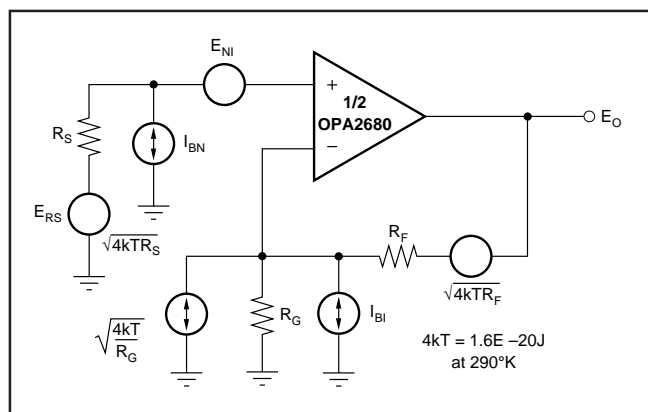 E_NI
+
1/2
OPA2680
−
E_O
R_S
I_BN
E_RS
√4kTR_S
R_F
√4kTR_F
√4kT/R_G
R_G
I_BI
4kT = 1.6E –20J
at 290°K